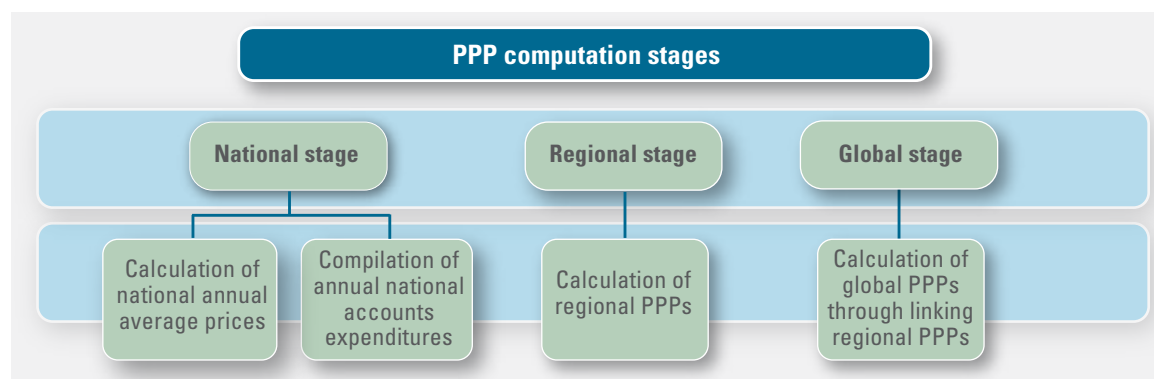 PPP computation stages
National stage
Regional stage
Global stage
Calculation of
national annual
average prices
Compilation of
annual national
accounts
expenditures
Calculation of
regional PPPs
Calculation of
global PPPs
through linking
regional PPPs